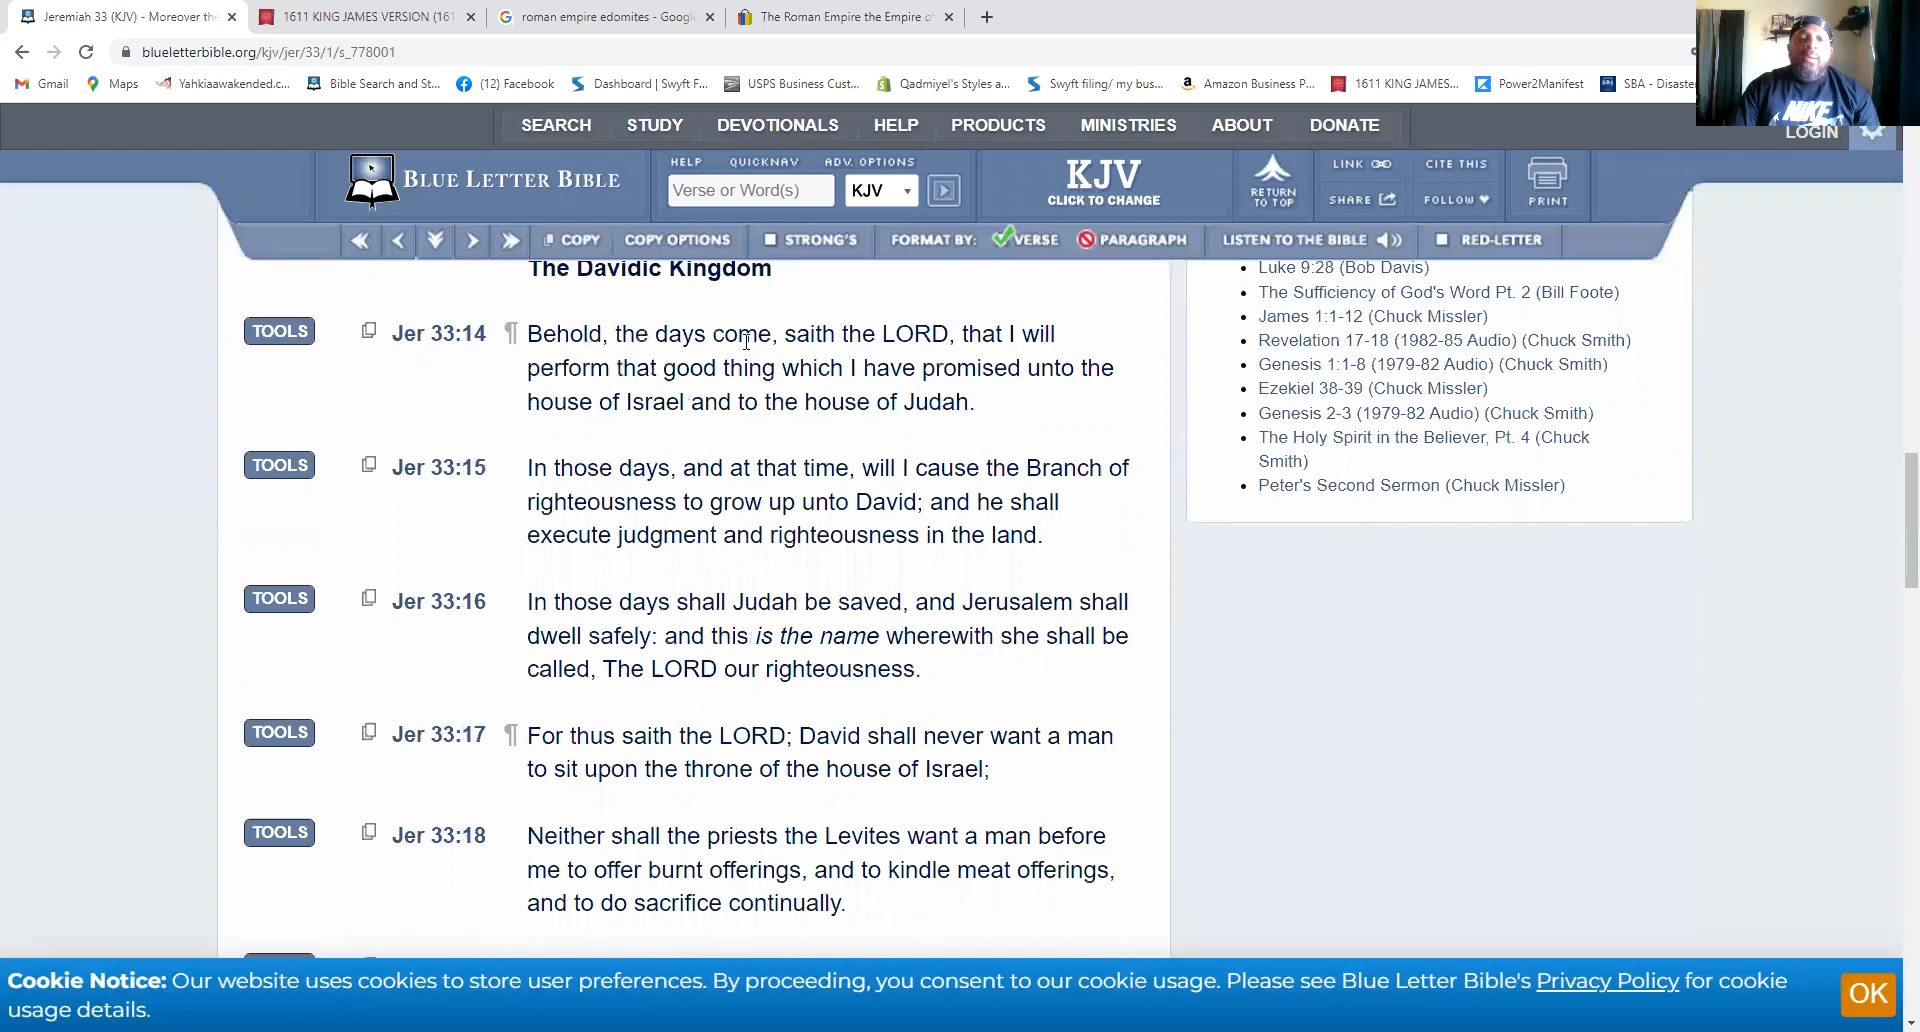 Jeremiah 33 (KJV) - Moreover the
1611 KING JAMES VERSION (161
roman empire edomites - Google
The Roman Empire the Empire of
blueletterbible.org/kjv/jer/33/1/s_778001
Gmail
Maps
Yahkiaawakended.c...
Bible Search and St...
(12) Facebook
Dashboard | Swyft F...
USPS Business Cust...
Qadmiyel's Styles a...
Swyft filing/ my bus...
Amazon Business P...
1611 KING JAMES...
Power2Manifest
SBA - Disaste
NIKE
SEARCH STUDY DEVOTIONALS HELP PRODUCTS MINISTRIES ABOUT DONATE
LOGIN
BLUE LETTER BIBLE
HELP QUICKNAV ADV. OPTIONS
Verse or Word(s)
KJV
KJV
CLICK TO CHANGE
RETURN
TO TOP
LINK
CITE THIS
SHARE
FOLLOW
PRINT
COPY COPY OPTIONS STRONG'S FORMAT BY: VERSE PARAGRAPH LISTEN TO THE BIBLE RED-LETTER
The Davidic Kingdom
TOOLS Jer 33:14 ¶ Behold, the days come, saith the LORD, that I will
perform that good thing which I have promised unto the
house of Israel and to the house of Judah.
TOOLS Jer 33:15 In those days, and at that time, will I cause the Branch of
righteousness to grow up unto David; and he shall
execute judgment and righteousness in the land.
TOOLS Jer 33:16 In those days shall Judah be saved, and Jerusalem shall
dwell safely: and this is the name wherewith she shall be
called, The LORD our righteousness.
TOOLS Jer 33:17 ¶ For thus saith the LORD; David shall never want a man
to sit upon the throne of the house of Israel;
TOOLS Jer 33:18 Neither shall the priests the Levites want a man before
me to offer burnt offerings, and to kindle meat offerings,
and to do sacrifice continually.
Luke 9:28 (Bob Davis)
The Sufficiency of God's Word Pt. 2 (Bill Foote)
James 1:1-12 (Chuck Missler)
Revelation 17-18 (1982-85 Audio) (Chuck Smith)
Genesis 1:1-8 (1979-82 Audio) (Chuck Smith)
Ezekiel 38-39 (Chuck Missler)
Genesis 2-3 (1979-82 Audio) (Chuck Smith)
The Holy Spirit in the Believer, Pt. 4 (Chuck
Smith)
Peter's Second Sermon (Chuck Missler)
Cookie Notice: Our website uses cookies to store user preferences. By proceeding, you consent to our cookie usage. Please see Blue Letter Bible's Privacy Policy for cookie
usage details.
OK